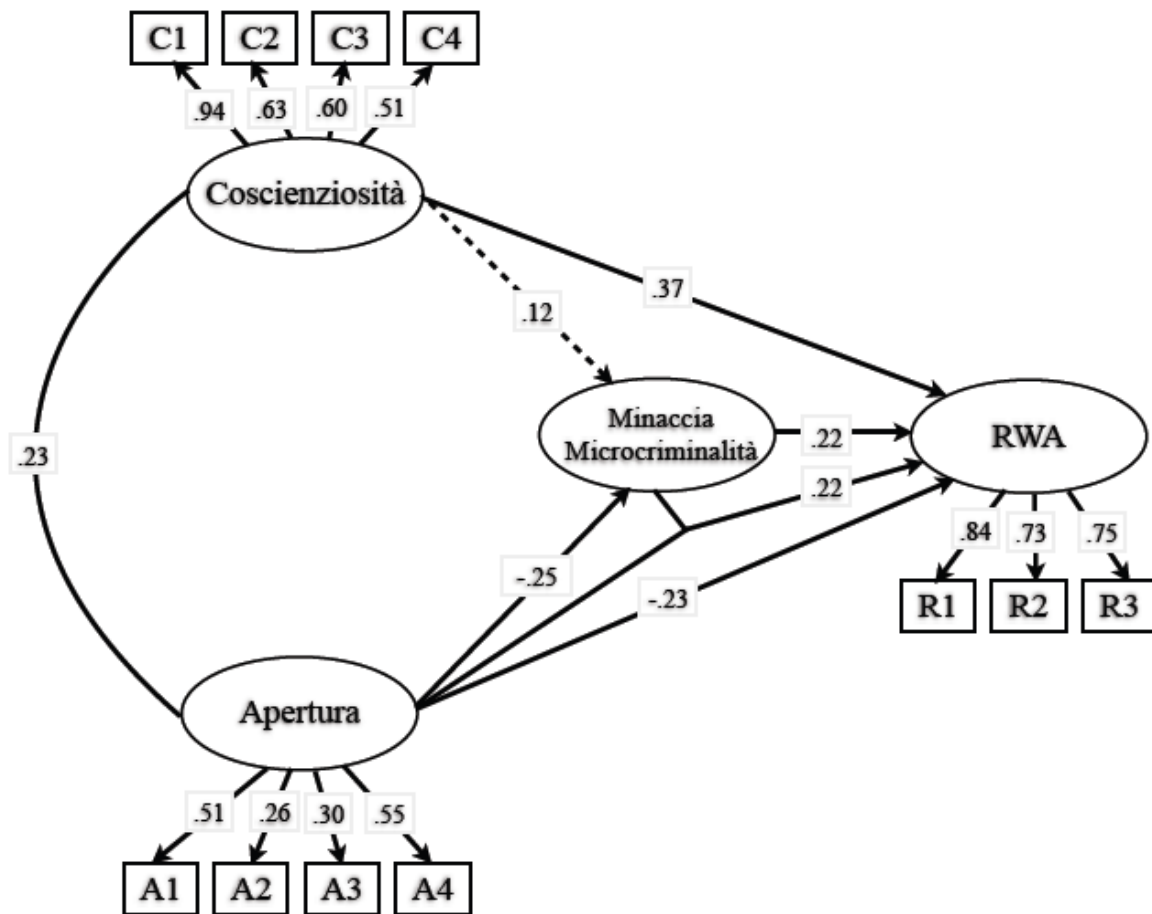 C1 C2 C3 C4
.94 .63 .60 .51
Coscienziosità
.37
.12
Minaccia
Microcriminalità
.22
RWA
.23
.22
.84 .73 .75
-.25
-.23
R1 R2 R3
Apertura
.51 .26 .30 .55
A1 A2 A3 A4